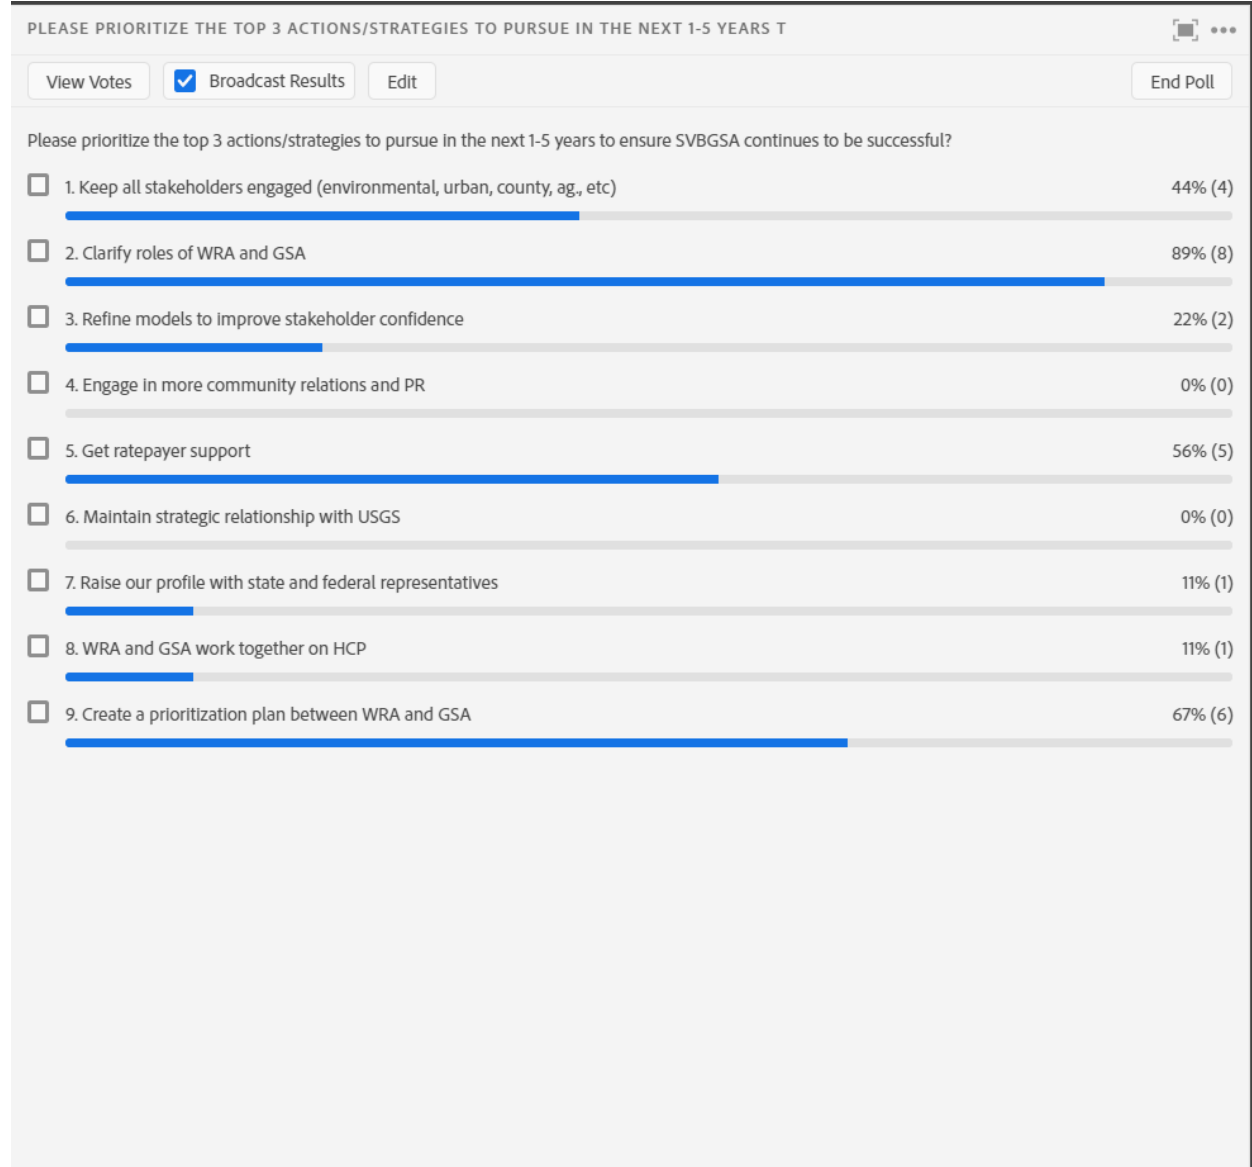 PLEASE PRIORITIZE THE TOP 3 ACTIONS/STRATEGIES TO PURSUE IN THE NEXT 1-5 YEARS T
View Votes Broadcast Results Edit End Poll
Please prioritize the top 3 actions/strategies to pursue in the next 1-5 years to ensure SVBGSA continues to be successful?
1. Keep all stakeholders engaged (environmental, urban, county, ag., etc) 44% (4)
2. Clarify roles of WRA and GSA 89% (8)
3. Refine models to improve stakeholder confidence 22% (2)
4. Engage in more community relations and PR 0% (0)
5. Get ratepayer support 56% (5)
6. Maintain strategic relationship with USGS 0% (0)
7. Raise our profile with state and federal representatives 11% (1)
8. WRA and GSA work together on HCP 11% (1)
9. Create a prioritization plan between WRA and GSA 67% (6)